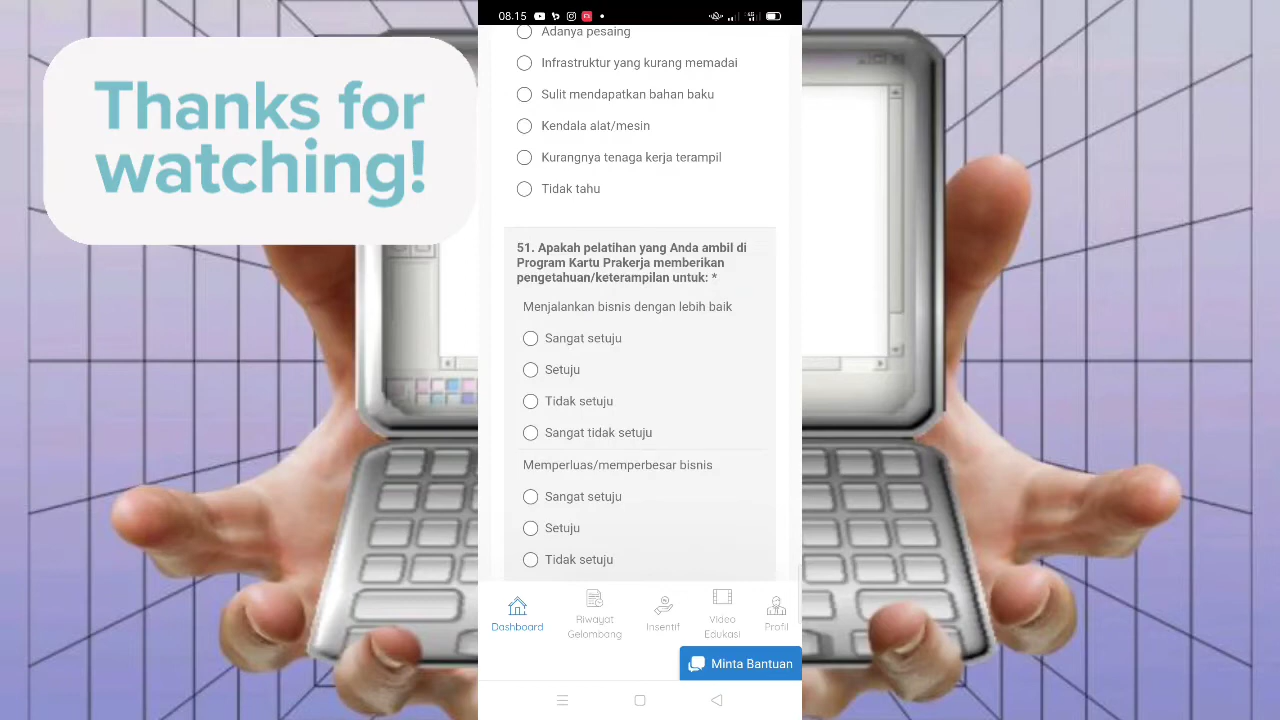 Thanks for
watching!
08.15
Adanya pesaing
Infrastruktur yang kurang memadai
Sulit mendapatkan bahan baku
Kendala alat/mesin
Kurangnya tenaga kerja terampil
Tidak tahu
51. Apakah pelatihan yang Anda ambil di
Program Kartu Prakerja memberikan
pengetahuan/keterampilan untuk: *
Menjalankan bisnis dengan lebih baik
Sangat setuju
Setuju
Tidak setuju
Sangat tidak setuju
Memperluas/memperbesar bisnis
Sangat setuju
Setuju
Tidak setuju
Dashboard
Riwayat
Gelombang
Insentif
Video
Edukasi
Profil
Minta Bantuan